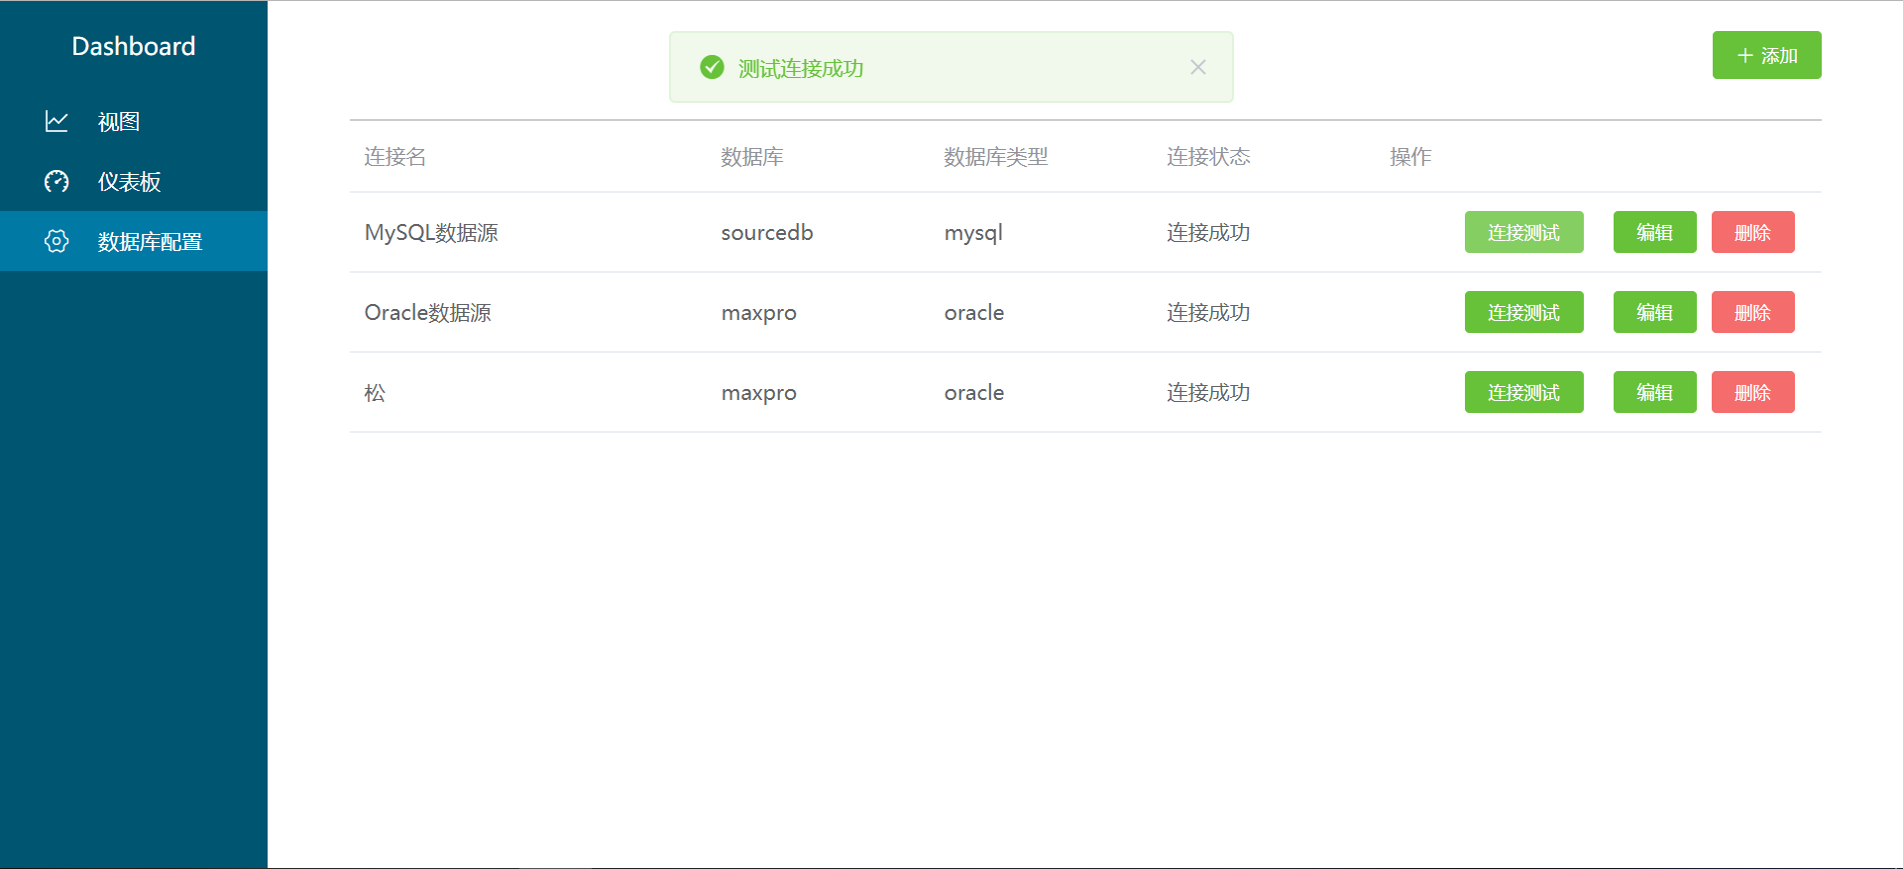 Dashboard
视图
仪表板
数据库配置
测试连接成功
添加
连接名 数据库 数据库类型 连接状态 操作
MySQL数据源 sourcedb mysql 连接成功 连接测试 编辑 删除
Oracle数据源 maxpro oracle 连接成功 连接测试 编辑 删除
松 maxpro oracle 连接成功 连接测试 编辑 删除